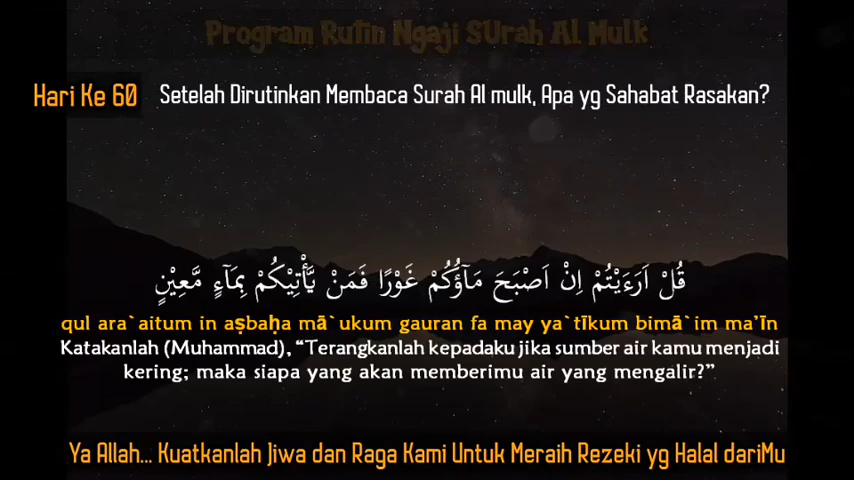 Program Rutin Ngaji SUrah Al Mulk
Hari Ke 60
Setelah Dirutinkan Membaca Surah Al mulk, Apa yg Sahabat Rasakan?
قُلْ اَرَءَيْتُمْ اِنْ اَصْبَحَ مَاۤؤُكُمْ غَوْرًا فَمَنْ يَّأْتِيْكُمْ بِمَاۤءٍ مَّعِيْنٍ
qul ara`aitum in aṣbaḥa mā`ukum gauran fa may ya`tīkum bimā`im ma’īn
Katakanlah (Muhammad), “Terangkanlah kepadaku jika sumber air kamu menjadi
kering; maka siapa yang akan memberimu air yang mengalir?”
Ya Allah... Kuatkanlah Jiwa dan Raga Kami Untuk Meraih Rezeki yg Halal dariMu